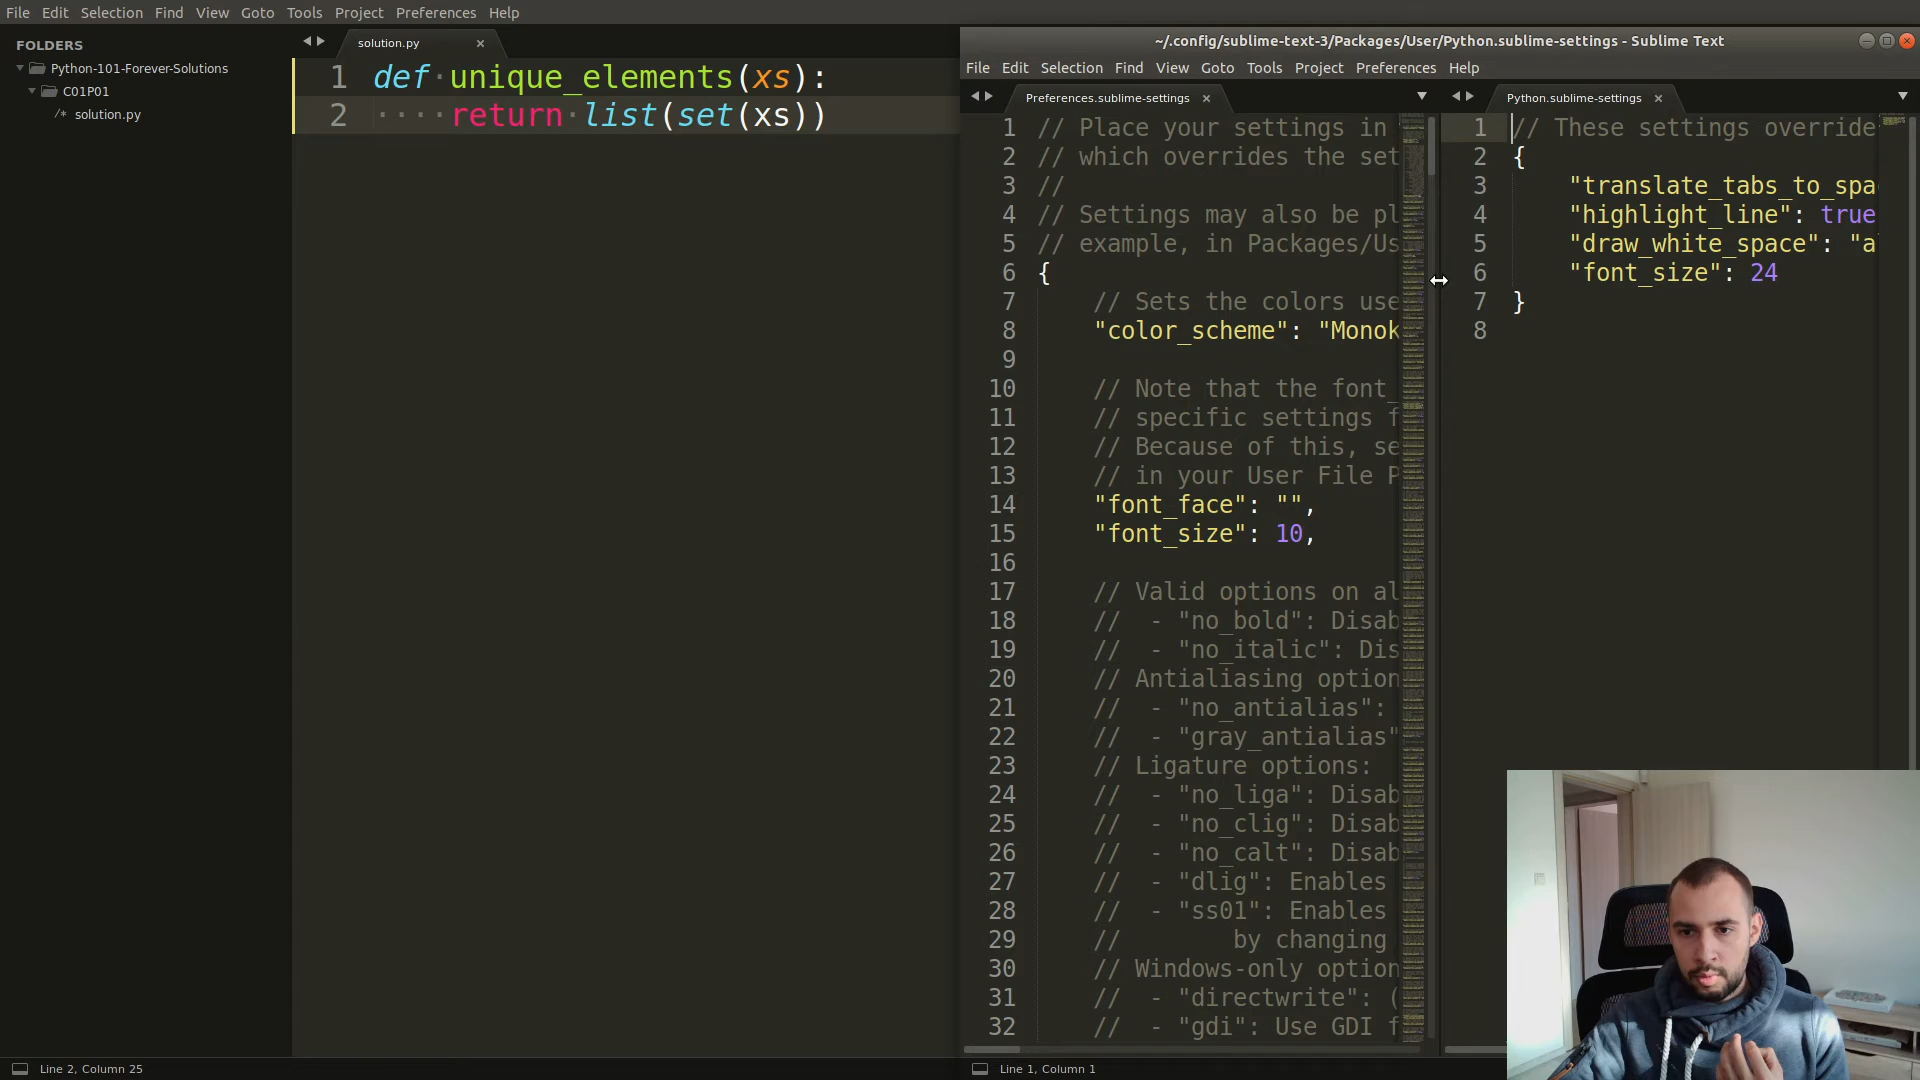 File Edit Selection Find View Goto Tools Project Preferences Help
FOLDERS
Python-101-Forever-Solutions
C01P01
/* solution.py
solution.py
1 def unique_elements(xs):
2 ····return·list(set(xs))
Line 2, Column 25
~/.config/sublime-text-3/Packages/User/Python.sublime-settings - Sublime Text
File Edit Selection Find View Goto Tools Project Preferences Help
Preferences.sublime-settings
1 // Place your settings in
2 // which overrides the set
3 //
4 // Settings may also be pl
5 // example, in Packages/Us
6 {
7 // Sets the colors use
8 "color_scheme": "Monok
9
10 // Note that the font_
11 // specific settings f
12 // Because of this, se
13 // in your User File P
14 "font_face": "",
15 "font_size": 10,
16
17 // Valid options on al
18 // - "no_bold": Disab
19 // - "no_italic": Dis
20 // Antialiasing option
21 // - "no_antialias":
22 // - "gray_antialias"
23 // Ligature options:
24 // - "no_liga": Disab
25 // - "no_clig": Disab
26 // - "no_calt": Disab
27 // - "dlig": Enables
28 // - "ss01": Enables
29 // by changing
30 // Windows-only option
31 // - "directwrite": (
32 // - "gdi": Use GDI f
Line 1, Column 1
Python.sublime-settings
1 // These settings override
2 {
3 "translate_tabs_to_spa
4 "highlight_line": true
5 "draw_white_space": "a
6 "font_size": 24
7 }
8